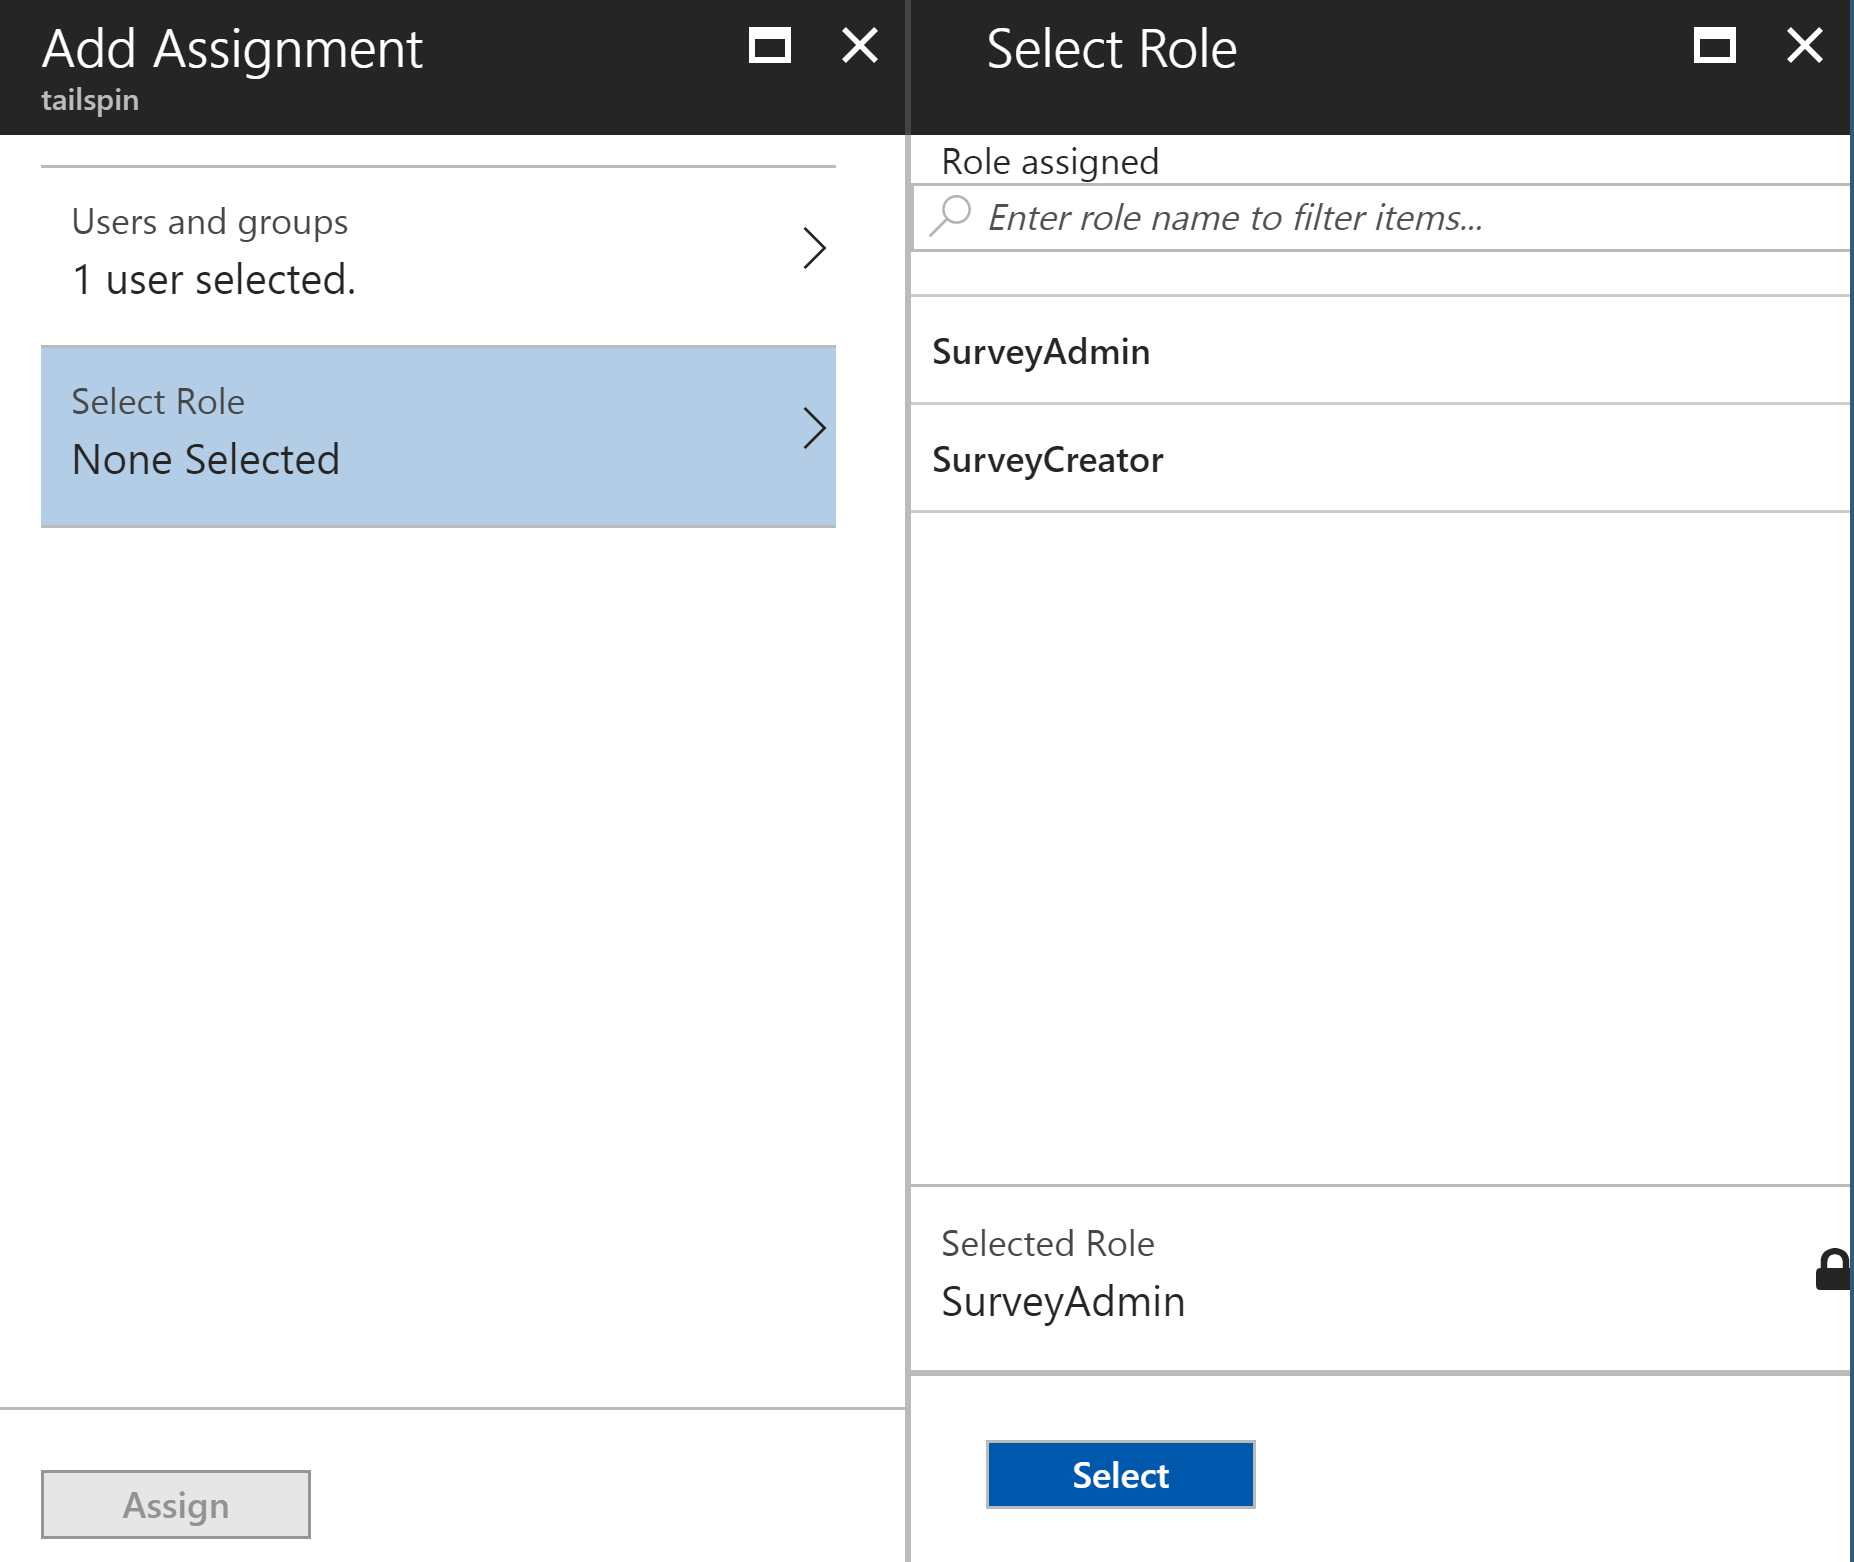 Add Assignment
tailspin
Users and groups
1 user selected.
Select Role
None Selected
Assign
Select Role
Role assigned
Enter role name to filter items...
SurveyAdmin
SurveyCreator
Selected Role
SurveyAdmin
Select